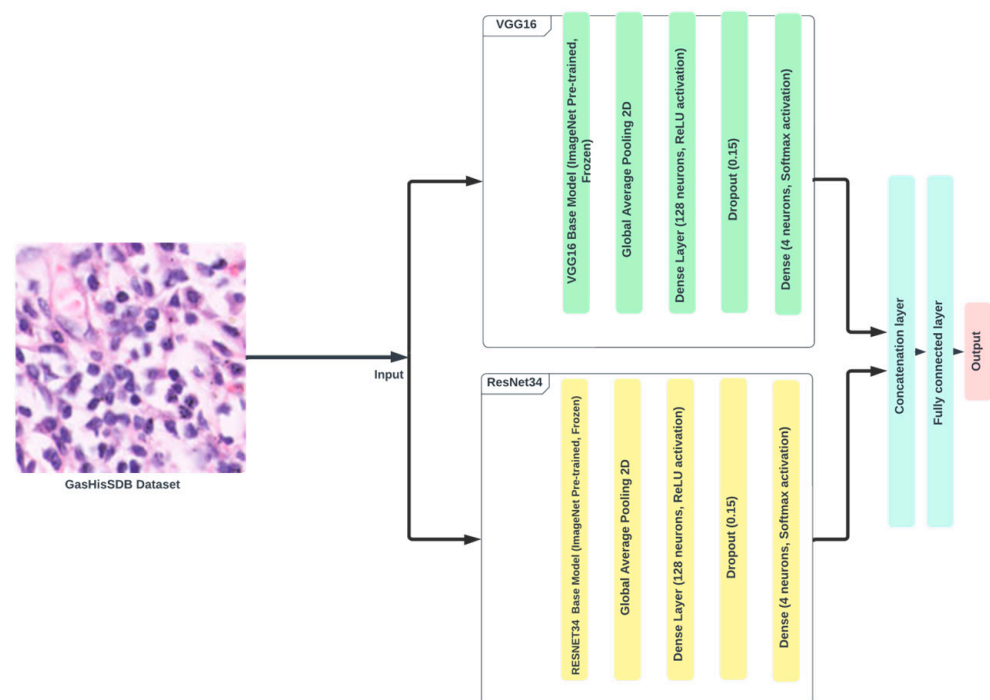 VGG16
VGG16 Base Model (ImageNet Pre-trained,
Frozen)
Global Average Pooling 2D
Dense Layer (128 neurons, ReLU activation)
Dropout (0.15)
Dense (4 neurons, Softmax activation)
Input
GasHisSDB Dataset
ResNet34
RESNET34 Base Model (ImageNet Pre-trained, Frozen)
Global Average Pooling 2D
Dense Layer (128 neurons, ReLU activation)
Dropout (0.15)
Dense (4 neurons, Softmax activation)
Concatenation layer
Fully connected layer
Output